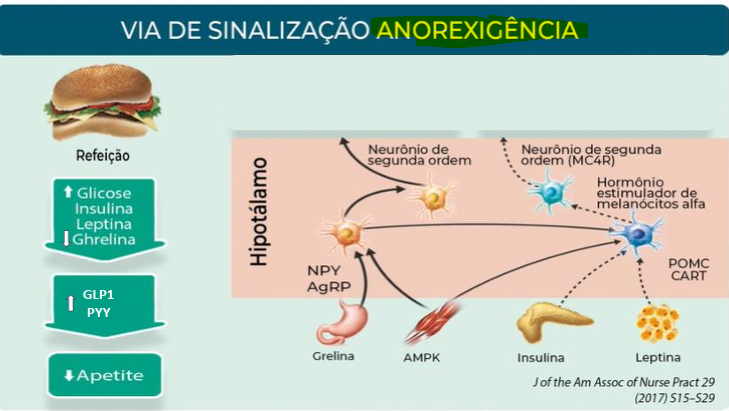 VIA DE SINALIZAÇÃO ANOREXIGÊNCIA
Refeição
Glicose
Insulina
Leptina
Ghrelina
GLP1
PYY
Apetite
Hipotálamo
Neurônio de
segunda ordem
Neurônio de segunda
ordem (MC4R)
Hormônio
estimulador de
melanócitos alfa
NPY
AgRP
POMC
CART
Grelina
AMPK
Insulina
Leptina
J of the Am Assoc of Nurse Pract 29
(2017) S15–S29